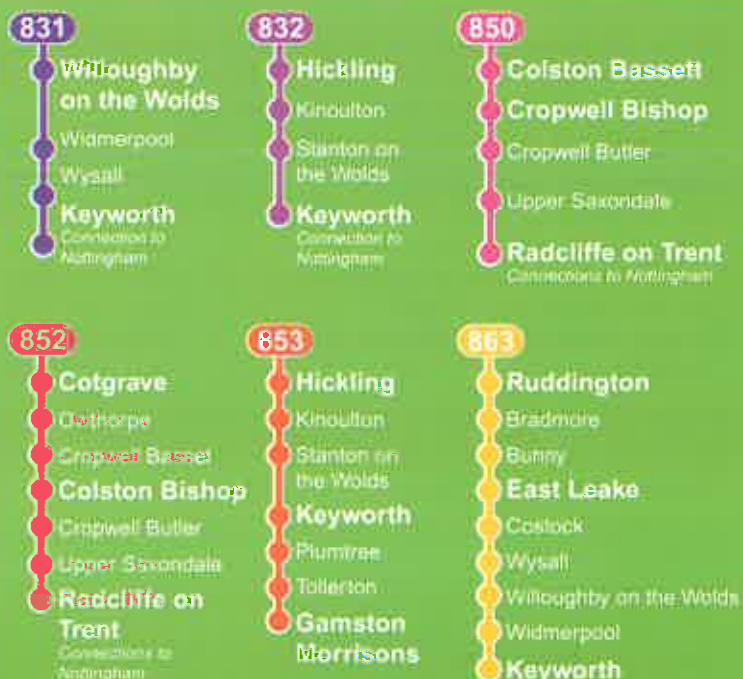 831
Willoughby
on the Wolds
Widmerpool
Wysall
Keyworth
Connection to
Nottingham
832
Hickling
Kinoulton
Stanton on
the Wolds
Keyworth
Connection to
Nottingham
850
Colston Bassett
Cropwell Bishop
Cropwell Butler
Upper Saxondale
Radcliffe on Trent
Connections to Nottingham
852
Cotgrave
Owthorpe
Cropwell Bassel
Colston Bishop
Cropwell Butler
Upper Saxondale
Radcliffe on
Trent
Connections to
Nottingham
853
Hickling
Kinoulton
Stanton on
the Wolds
Keyworth
Plumtree
Tollerton
Gamston
Morrisons
863
Ruddington
Bradmore
Bunny
East Leake
Costock
Wysall
Willoughby on the Wolds
Widmerpool
Keyworth